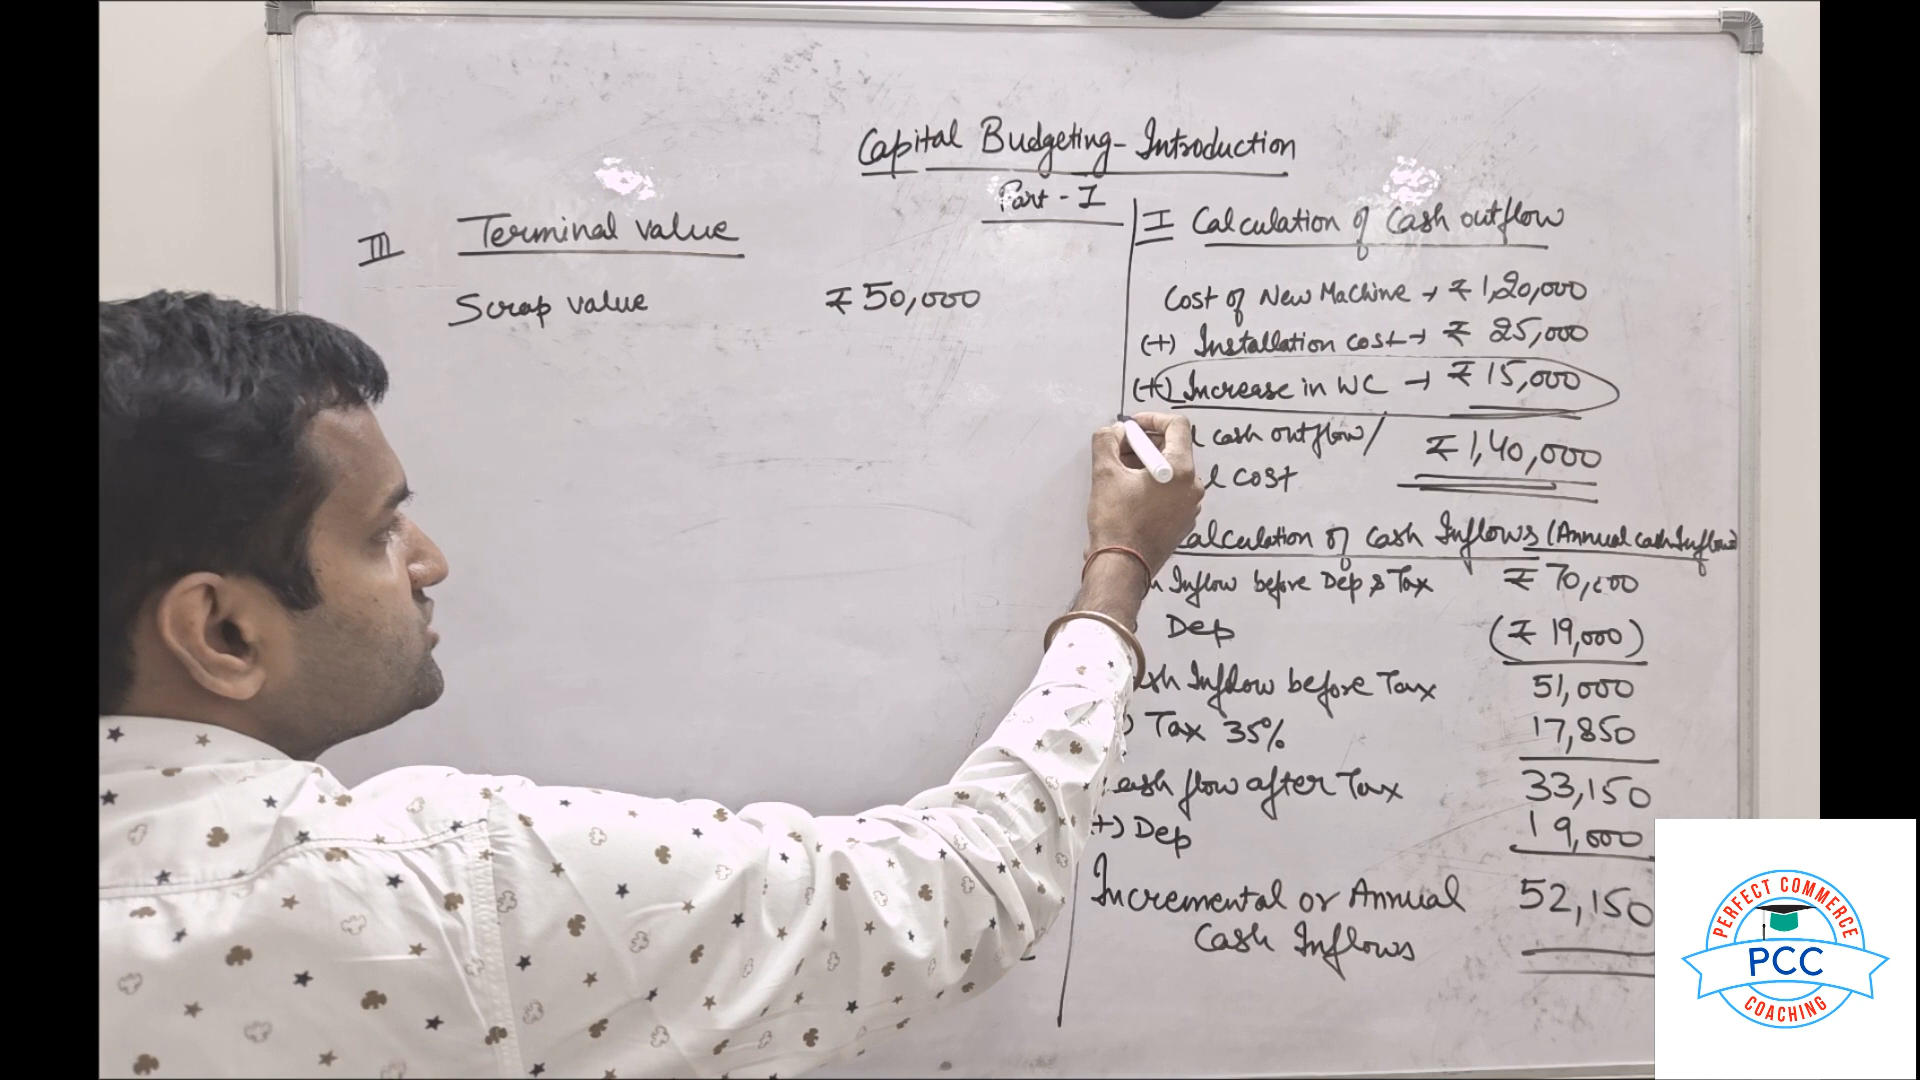 Capital Budgeting - Introduction
Part - I
III Terminal value
Scrap value ₹ 50,000
I Calculation of Cash outflow
Cost of New Machine → ₹ 1,20,000
(+) Installation cost → ₹ 25,000
(+) Increase in WC → ₹ 15,000
cash outflow/ ₹ 1,40,000
cost
Calculation of Cash Inflows (Annual cash Inflow)
Inflow before Dep & Tax ₹ 70,000
Dep (₹ 19,000)
Inflow before Tax 51,000
Tax 35% 17,850
cash flow after Tax 33,150
(+) Dep 19,000
Incremental or Annual 52,150
Cash Inflows
PERFECT COMMERCE
PCC
COACHING